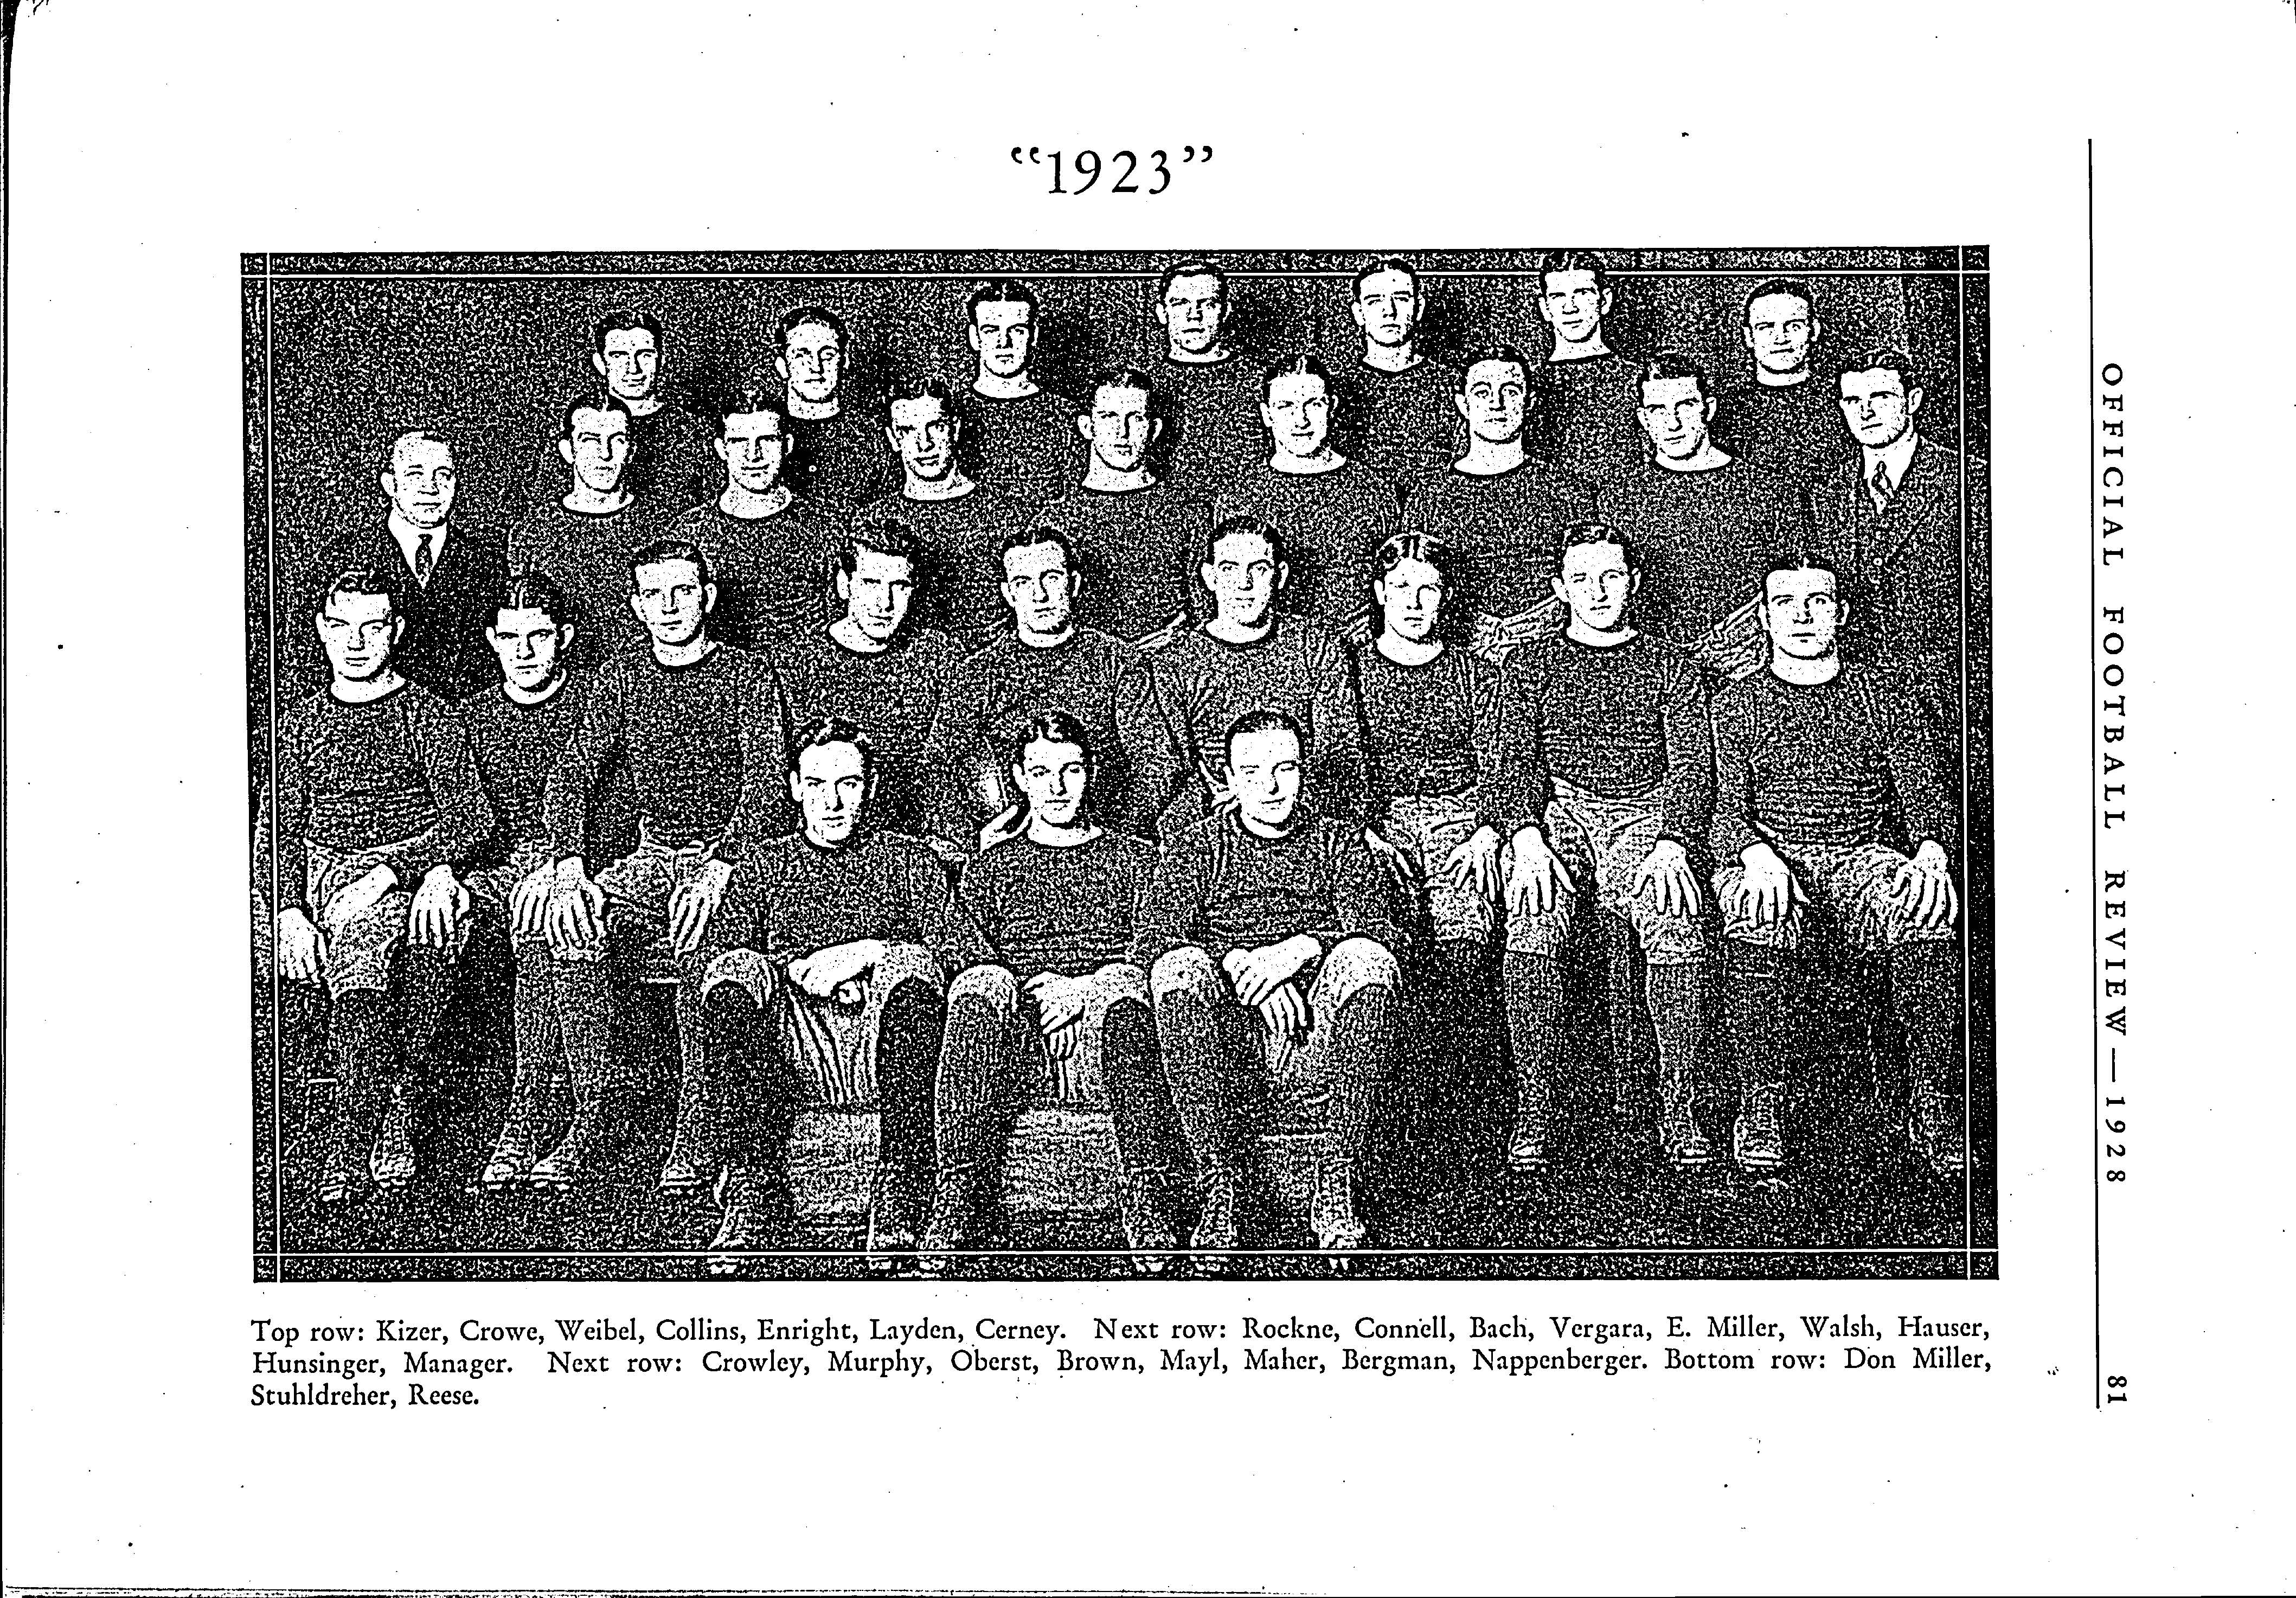 “1923”
Top row: Kizer, Crowe, Weibel, Collins, Enright, Layden, Cerney. Next row: Rockne, Connell, Bach, Vergara, E. Miller, Walsh, Hauser,
Hunsinger, Manager. Next row: Crowley, Murphy, Oberst, Brown, Mayl, Maher, Bergman, Nappenberger. Bottom row: Don Miller,
Stuhldreher, Reese.
OFFICIAL FOOTBALL REVIEW—1928
81